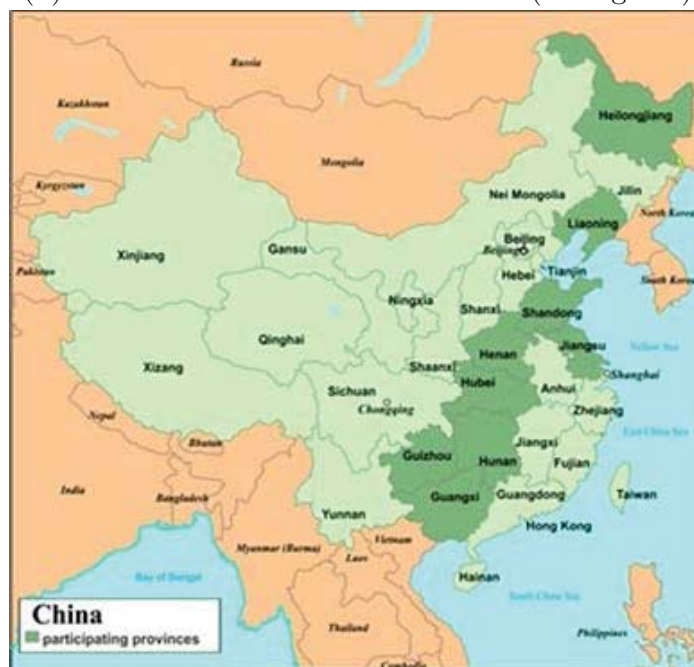 Russia
Kazakhstan
Heilongjiang
Mongolia
Kyrgyzstan
Nei Mongolia
Jilin
Liaoning
North Korea
Xinjiang
Gansu
Beijing
Beijing
Pakistan
Hebei
Tianjin
South Korea
Ningxia
Shanxi
Shandong
Qinghai
Henan
Jiangsu
Yellow Sea
Xizang
Shaanxi
Hubei
Anhui
Shanghai
Sichuan
Chongqing
Zhejiang
Nepal
Bhutan
Guizhou
Hunan
Jiangxi
East China Sea
Fujian
India
Bangladesh
Guangxi
Guangdong
Taiwan
Yunnan
Hong Kong
Myanmar (Burma)
Vietnam
Laos
Bay of Bengal
Hainan
South China Sea
China
participating provinces
Thailand
Philippines
Cambodia